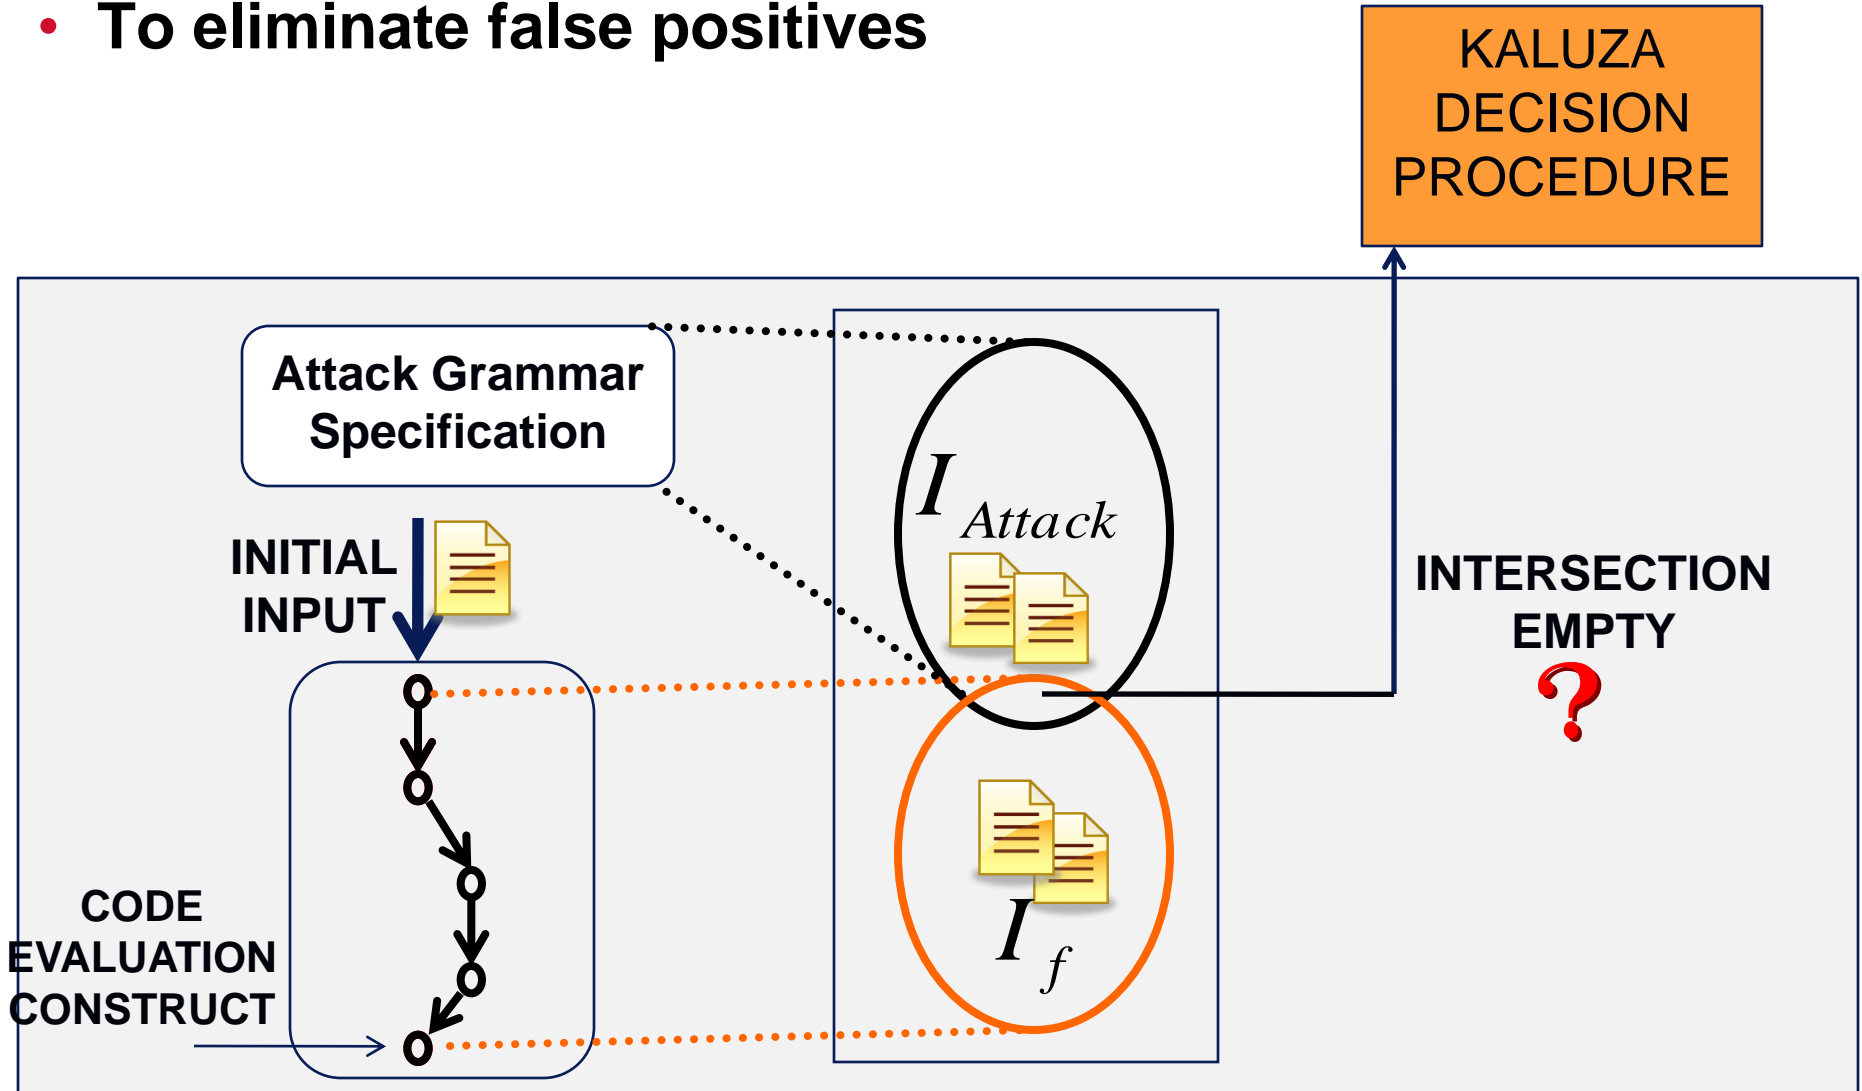 • To eliminate false positives
KALUZA
DECISION
PROCEDURE
Attack Grammar
Specification
I Attack
INITIAL
INPUT
INTERSECTION
EMPTY
?
CODE
EVALUATION
CONSTRUCT
I f